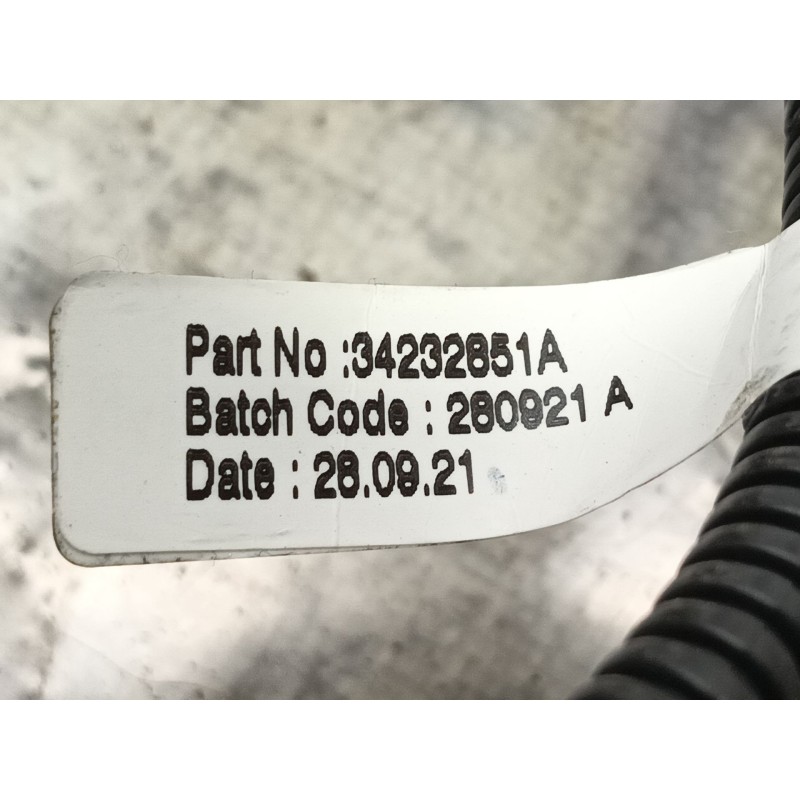 Part No :34232851A
Batch Code : 280921 A
Date : 28.09.21